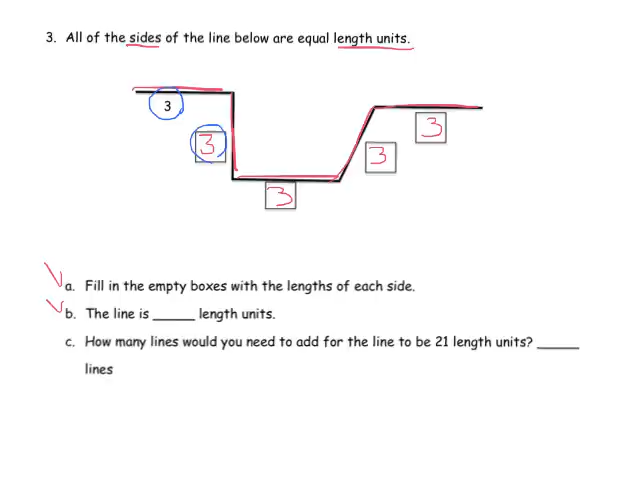 3. All of the sides of the line below are equal length units.
3
3
3
3
3
a. Fill in the empty boxes with the lengths of each side.
b. The line is _____ length units.
c. How many lines would you need to add for the line to be 21 length units? _____
lines